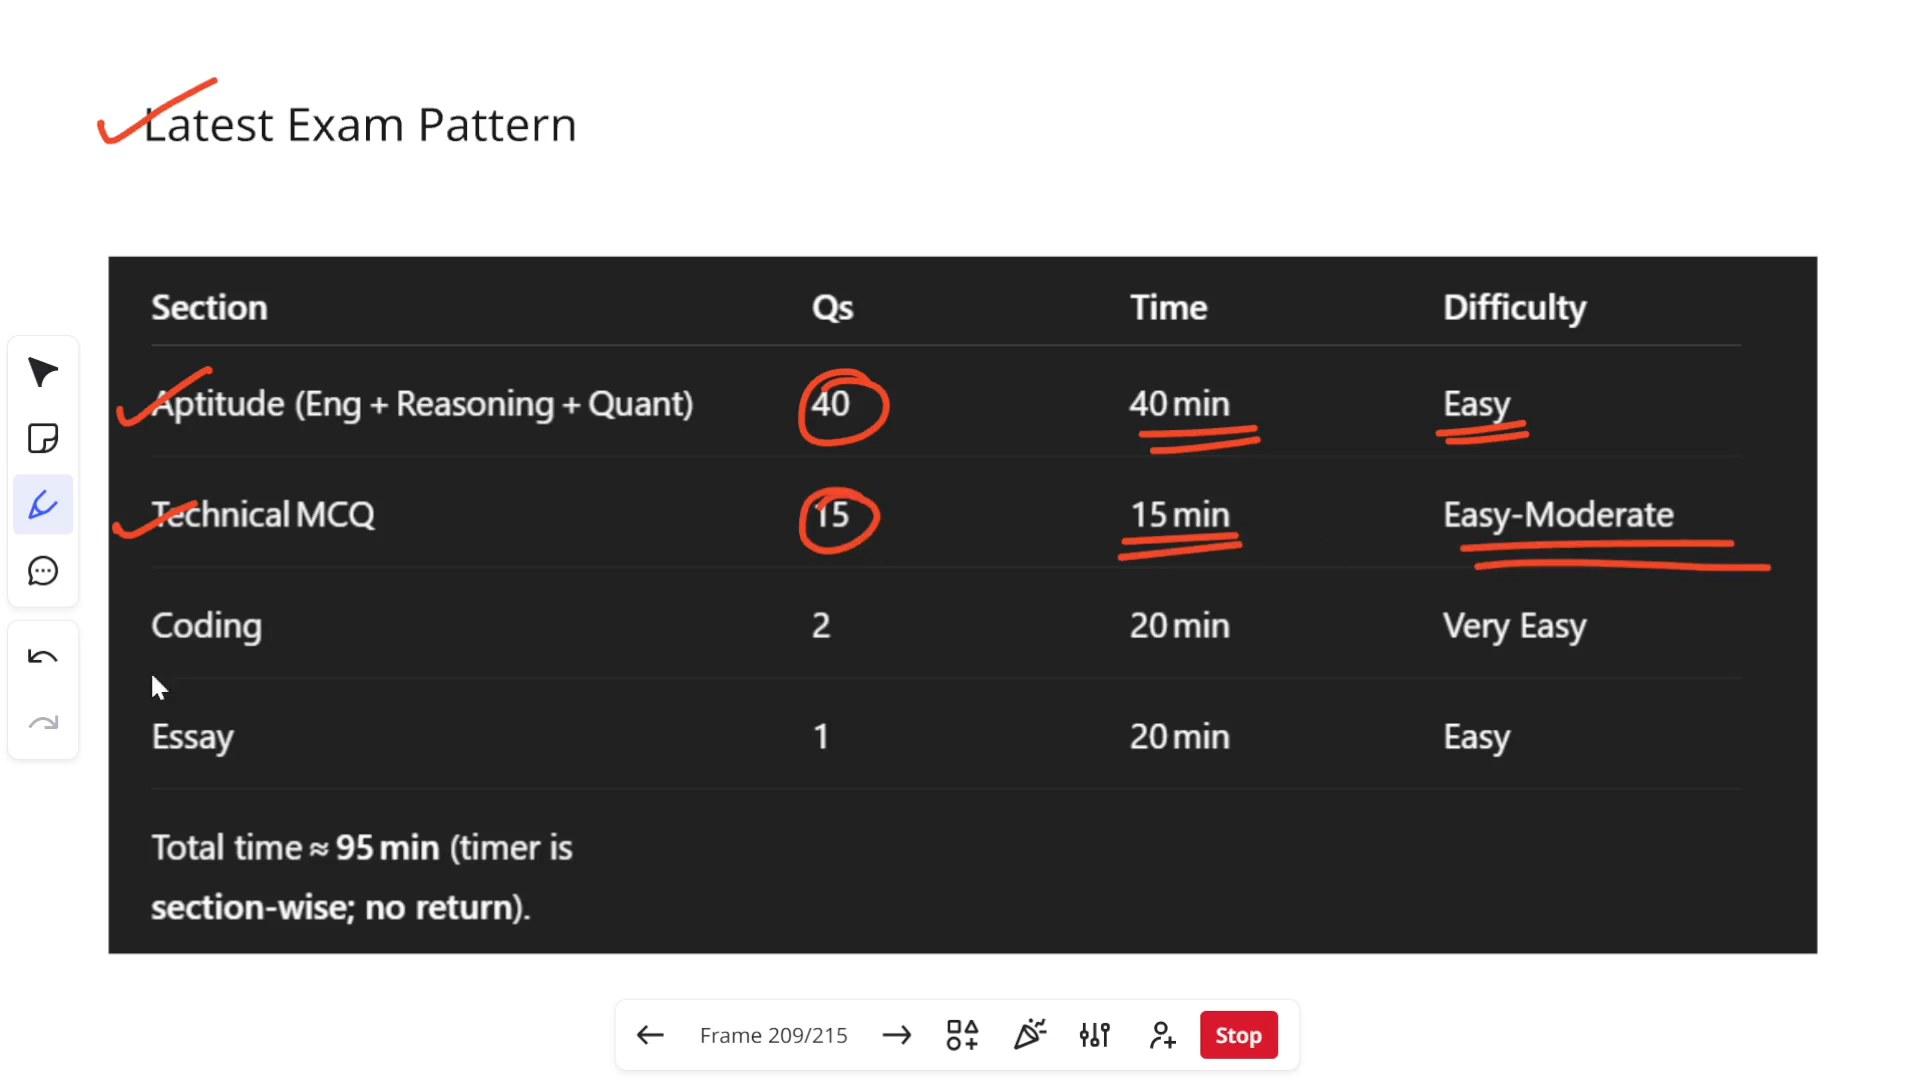 Latest Exam Pattern
Section Qs Time Difficulty
Aptitude (Eng + Reasoning + Quant) 40 40 min Easy
Technical MCQ 15 15 min Easy-Moderate
Coding 2 20 min Very Easy
Essay 1 20 min Easy
Total time ≈ 95 min (timer is
section-wise; no return).
Frame 209/215 Stop